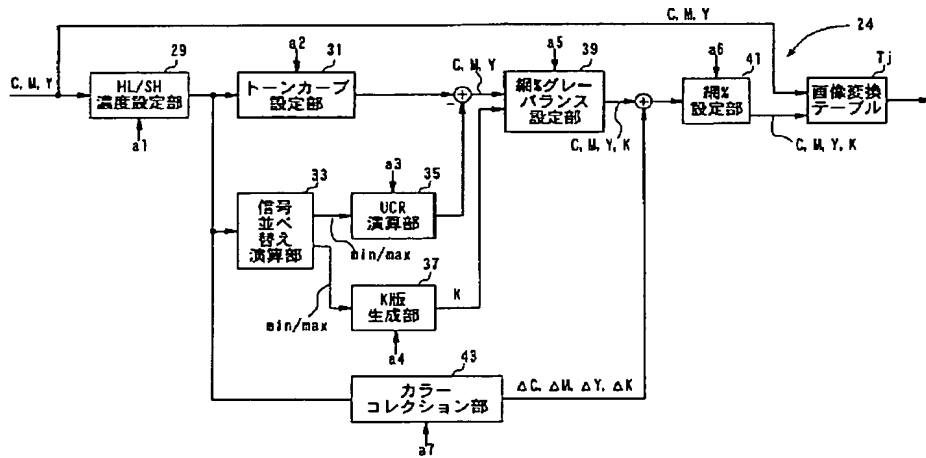 C, M, Y
24
C, M, Y
29
HL/SH
濃度設定部
a1
a2
31
トーンカーブ
設定部
−
C, M, Y
a5
39
網%グレー
バランス
設定部
C, M, Y, K
a6
41
網%
設定部
C, M, Y, K
Tj
画像変換
テーブル
33
信号
並べ
替え
演算部
min/max
min/max
a3
35
UCR
演算部
37
K版
生成部
K
a4
43
カラー
コレクション部
a7
ΔC, ΔM, ΔY, ΔK